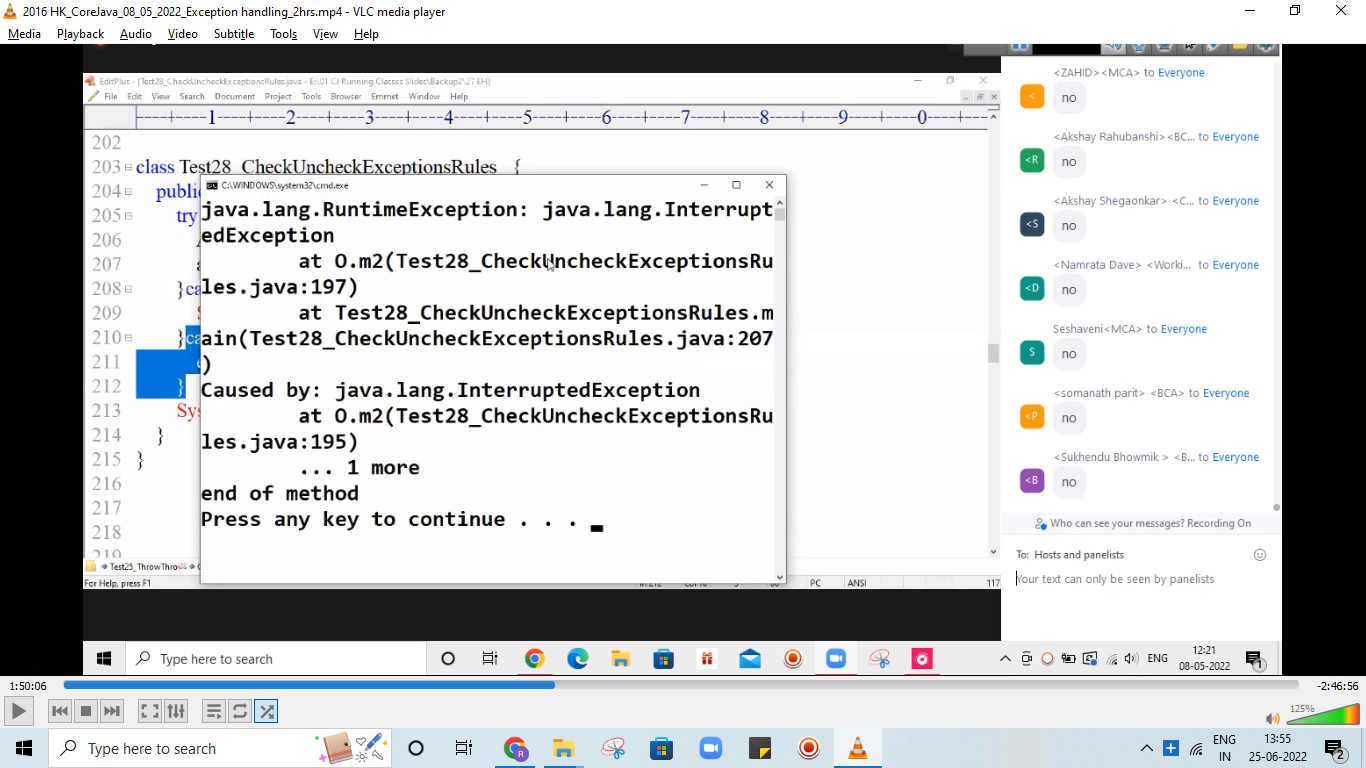 2016 HK_CoreJava_08_05_2022_Exception handling_2hrs.mp4 - VLC media player
Media Playback Audio Video Subtitle Tools View Help
EditPlus - [Test28_CheckUncheckExceptionsRules.java - E:\01 CJ Running Classes Slides\Backup2\27 EH]
File Edit View Search Document Project Tools Browser Emmet Window Help
----+----1----+----2----+----3----+----4----+----5----+----6----+----7----+----8----+----9----+----0----+----
202
203 class Test28_CheckUncheckExceptionsRules {
204 public
205 try
206
207 a
208 }ca
209 S
210 }ca
211
212 }
213 Sys
214 }
215 }
216
217
218
219
C:\WINDOWS\system32\cmd.exe
java.lang.RuntimeException: java.lang.Interrupt
edException
at O.m2(Test28_CheckUncheckExceptionsRu
les.java:197)
at Test28_CheckUncheckExceptionsRules.m
ain(Test28_CheckUncheckExceptionsRules.java:207
)
Caused by: java.lang.InterruptedException
at O.m2(Test28_CheckUncheckExceptionsRu
les.java:195)
... 1 more
end of method
Press any key to continue . . .
Test25_ThrowThro
For Help, press F1
PC ANSI 117
<ZAHID><MCA> to Everyone
<
no
<Akshay Rahubanshi><BC... to Everyone
<R
no
<Akshay Shegaonkar> <C... to Everyone
<S
no
<Namrata Dave> <Worki... to Everyone
<D
no
Seshaveni<MCA> to Everyone
S
no
<somanath parit> <BCA> to Everyone
<P
no
<Sukhendu Bhowmik > <B... to Everyone
<B
no
Who can see your messages? Recording On
To: Hosts and panelists
Your text can only be seen by panelists
Type here to search
ENG
12:21
08-05-2022
1
1:50:06
-2:46:56
125%
Type here to search
R
ENG
IN
13:55
25-06-2022
2